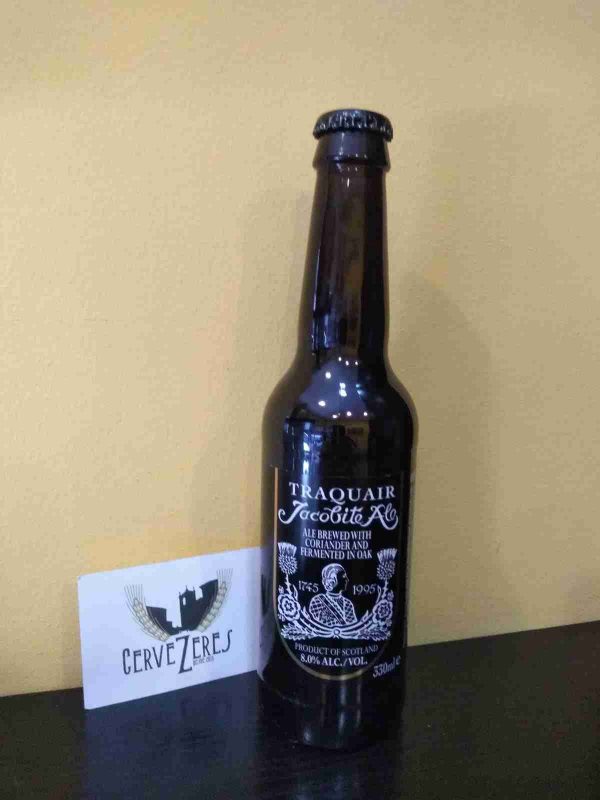 TRAQUAIR
Jacobite Ale
ALE BREWED WITH
CORIANDER AND
FERMENTED IN OAK
1745 1995
PRODUCT OF SCOTLAND
8.0% ALC./VOL.
330ml e
CERVEZERES